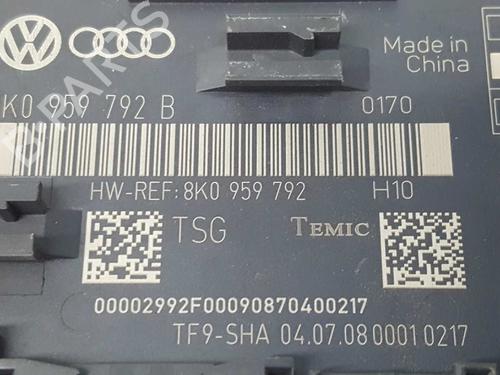 Made in
China
K0 959 792 B
0170
HW-REF: 8K0 959 792
H10
TSG
TEMIC
00002992F00090870400217
TF9-SHA 04.07.08 0001 0217